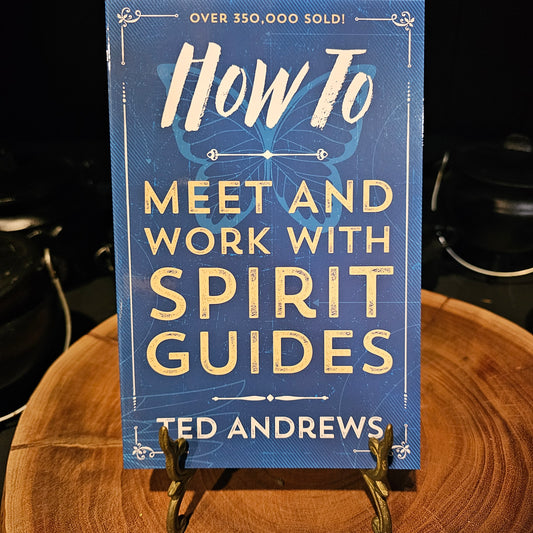 OVER 350,000 SOLD!
HOW TO
MEET AND
WORK WITH
SPIRIT
GUIDES
TED ANDREWS